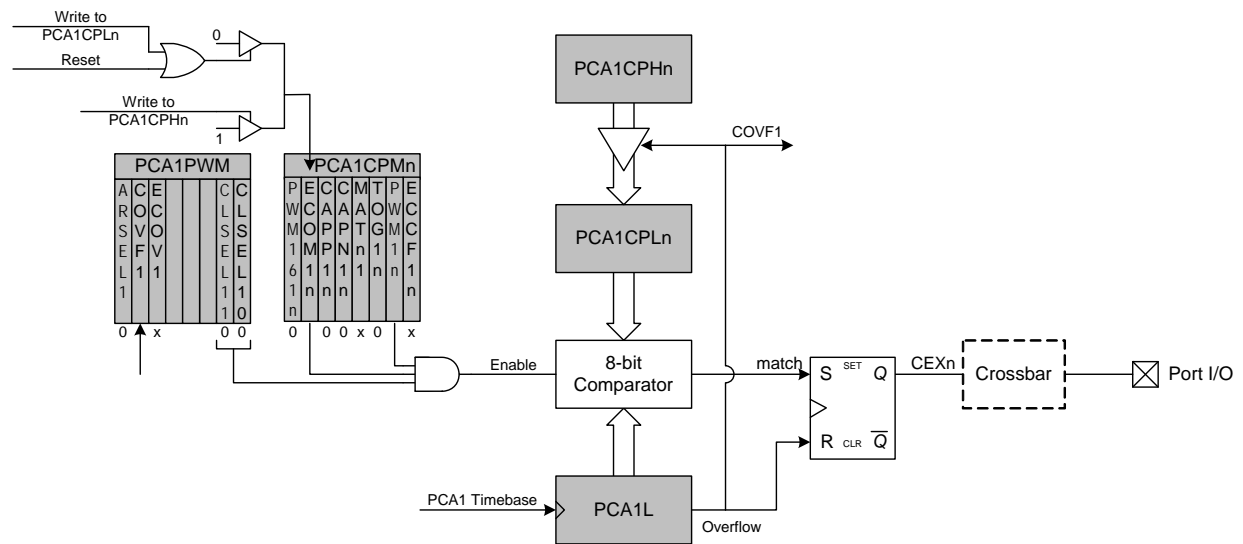 Write to
PCA1CPLn
Reset
0
Write to
PCA1CPHn
1
PCA1PWM
ARSEL1
COVF1
ECOV1
CLSEL11
CLSEL10
0 x 0 0
PCA1CPMn
PWM161n
ECOM1n
CAPP1n
CAPN1n
MATn1
TOG1n
PWM1n
ECCF1n
0 0 0 x 0 x
Enable
PCA1CPHn
COVF1
PCA1CPLn
8-bit
Comparator
match
S SET Q
R CLR Q
CEXn
Crossbar
Port I/O
PCA1 Timebase
PCA1L
Overflow